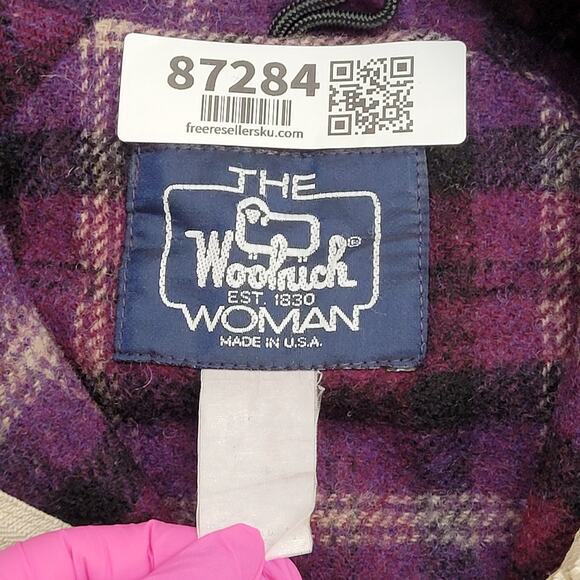 87284
freeresellersku.com
THE
Woolrich®
EST. 1830
WOMAN
MADE IN U.S.A.